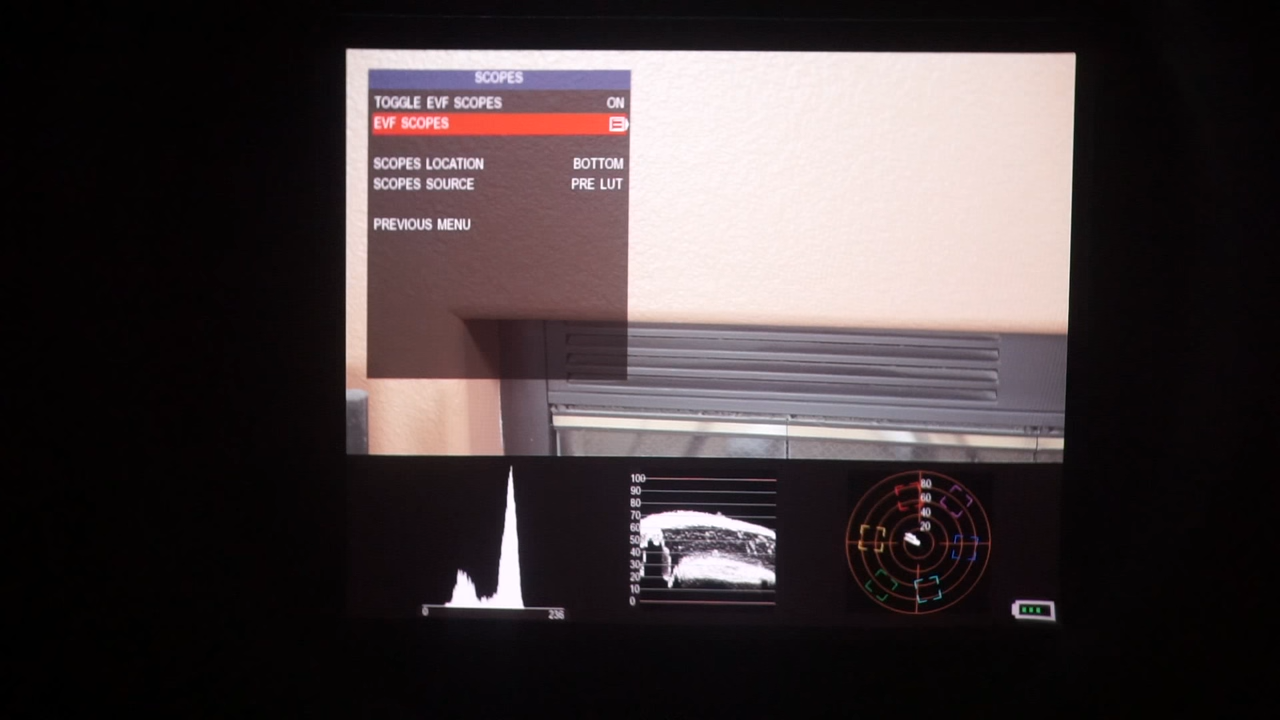 SCOPES
TOGGLE EVF SCOPES ON
EVF SCOPES
SCOPES LOCATION BOTTOM
SCOPES SOURCE PRE LUT
PREVIOUS MENU
0 236
100
90
80
70
60
50
40
30
20
10
0
80
60
40
20